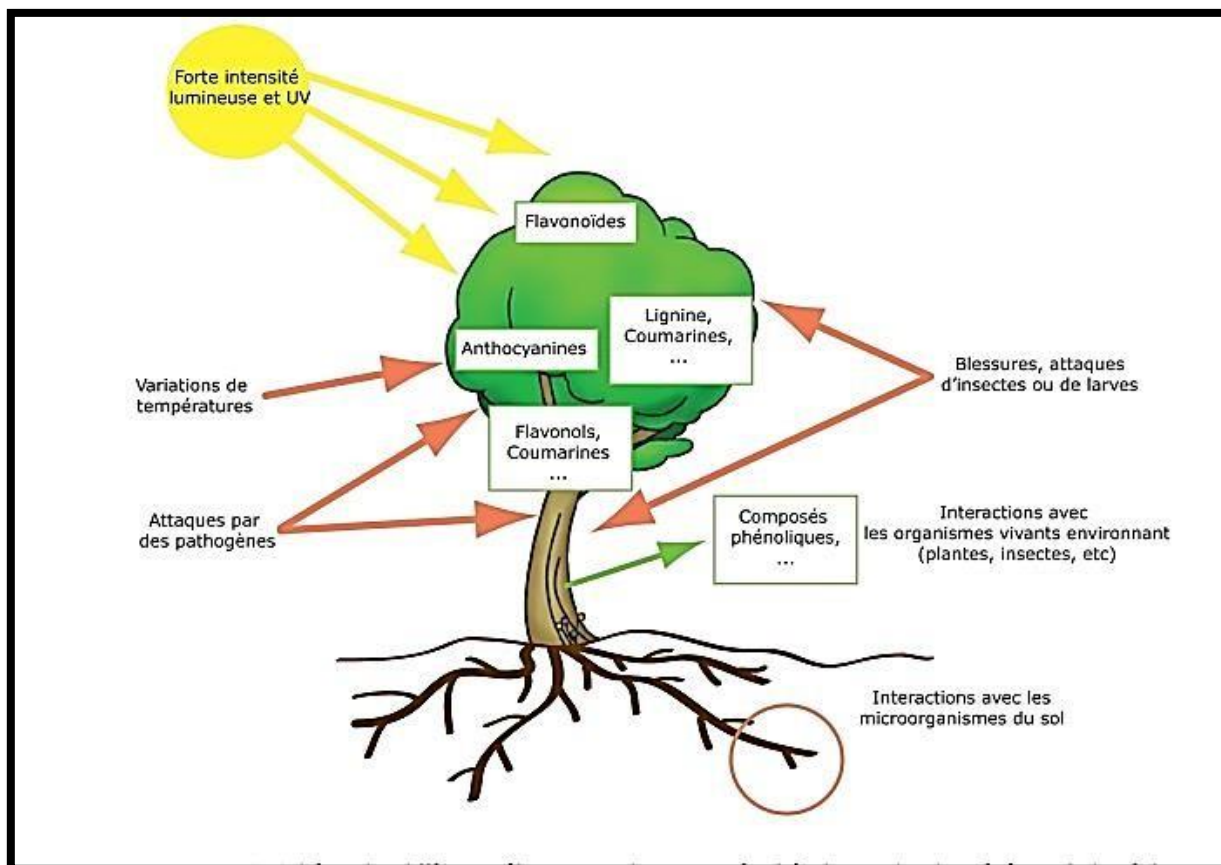 Forte intensité
lumineuse et UV
Flavonoïdes
Lignine,
Coumarines,
...
Anthocyanines
Variations de
températures
Blessures, attaques
d'insectes ou de larves
Flavonols,
Coumarines
...
Attaques par
des pathogènes
Composés
phénoliques,
...
Interactions avec
les organismes vivants environnant
(plantes, insectes, etc)
Interactions avec les
microorganismes du sol